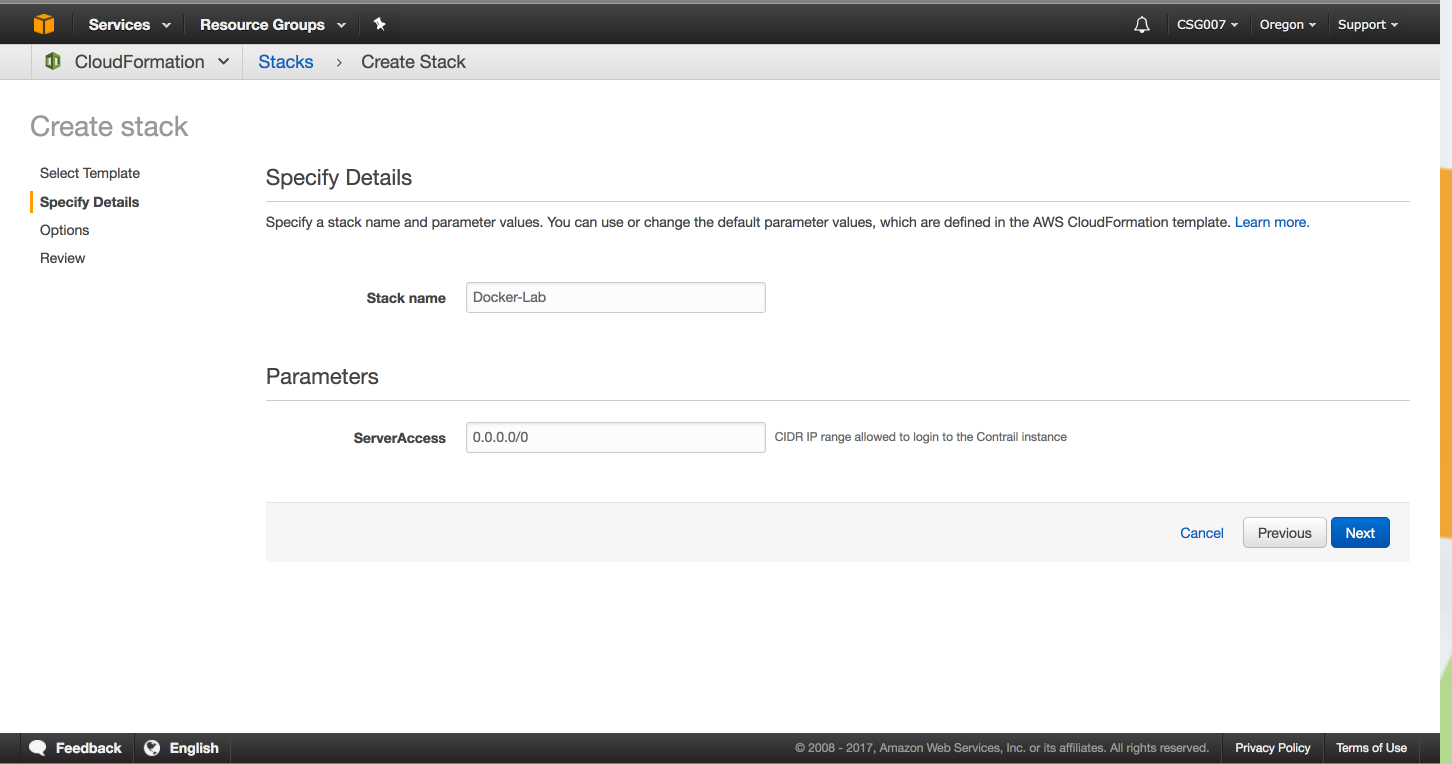 Services Resource Groups CSG007 Oregon Support
CloudFormation Stacks › Create Stack
Create stack
Select Template
Specify Details
Options
Review
Specify Details
Specify a stack name and parameter values. You can use or change the default parameter values, which are defined in the AWS CloudFormation template. Learn more.
Stack name Docker-Lab
Parameters
ServerAccess 0.0.0.0/0 CIDR IP range allowed to login to the Contrail instance
Cancel Previous Next
Feedback English © 2008 - 2017, Amazon Web Services, Inc. or its affiliates. All rights reserved. Privacy Policy Terms of Use